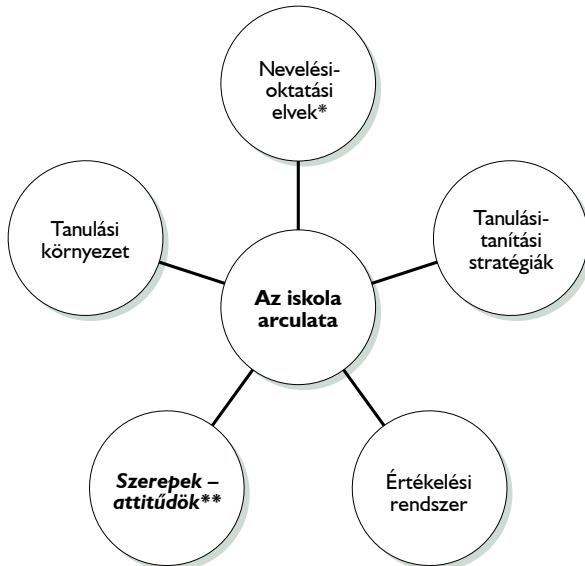 Nevelési-
oktatási
elvek*
Tanulási
környezet
Tanulási-
tanítási
stratégiák
Az iskola
arculata
Szerepek –
attitűdök**
Értékelési
rendszer